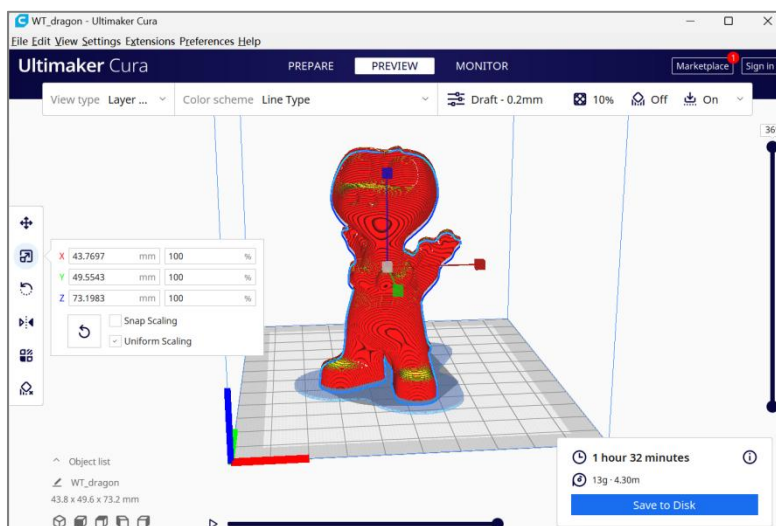 WT_dragon - Ultimaker Cura
File Edit View Settings Extensions Preferences Help
Ultimaker Cura PREPARE PREVIEW MONITOR Marketplace 1 Sign in
View type Layer ... Color scheme Line Type Draft - 0.2mm 10% Off On
X 43.7697 mm 100 %
Y 49.5543 mm 100 %
Z 73.1983 mm 100 %
Snap Scaling
Uniform Scaling
Object list
WT_dragon
43.8 x 49.6 x 73.2 mm
1 hour 32 minutes
13g · 4.30m
Save to Disk